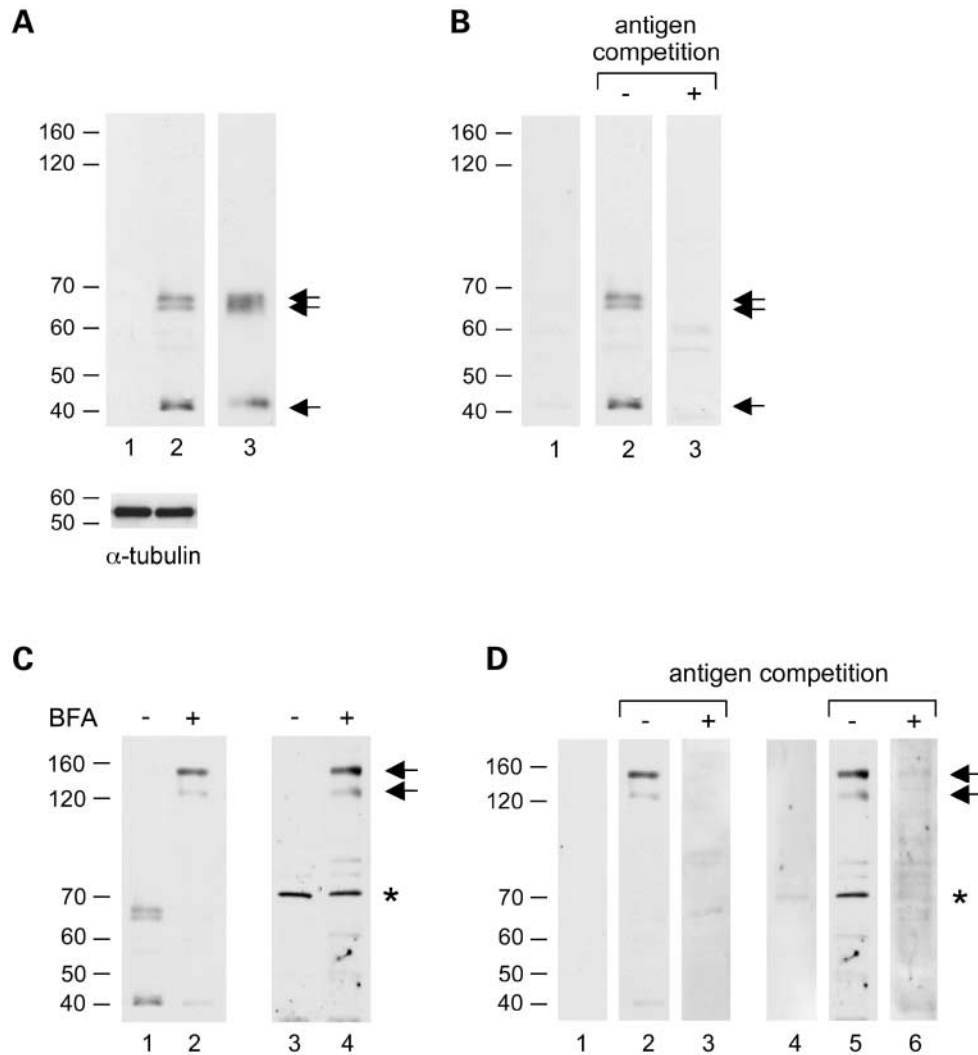 A
160
120
70
60
50
40
1 2 3
60
50
α-tubulin
B
antigen
competition
- +
160
120
70
60
50
40
1 2 3
C
BFA - + - +
160
120
70
60
50
40
*
1 2 3 4
D
antigen competition
- + - +
160
120
70
60
50
40
*
1 2 3 4 5 6